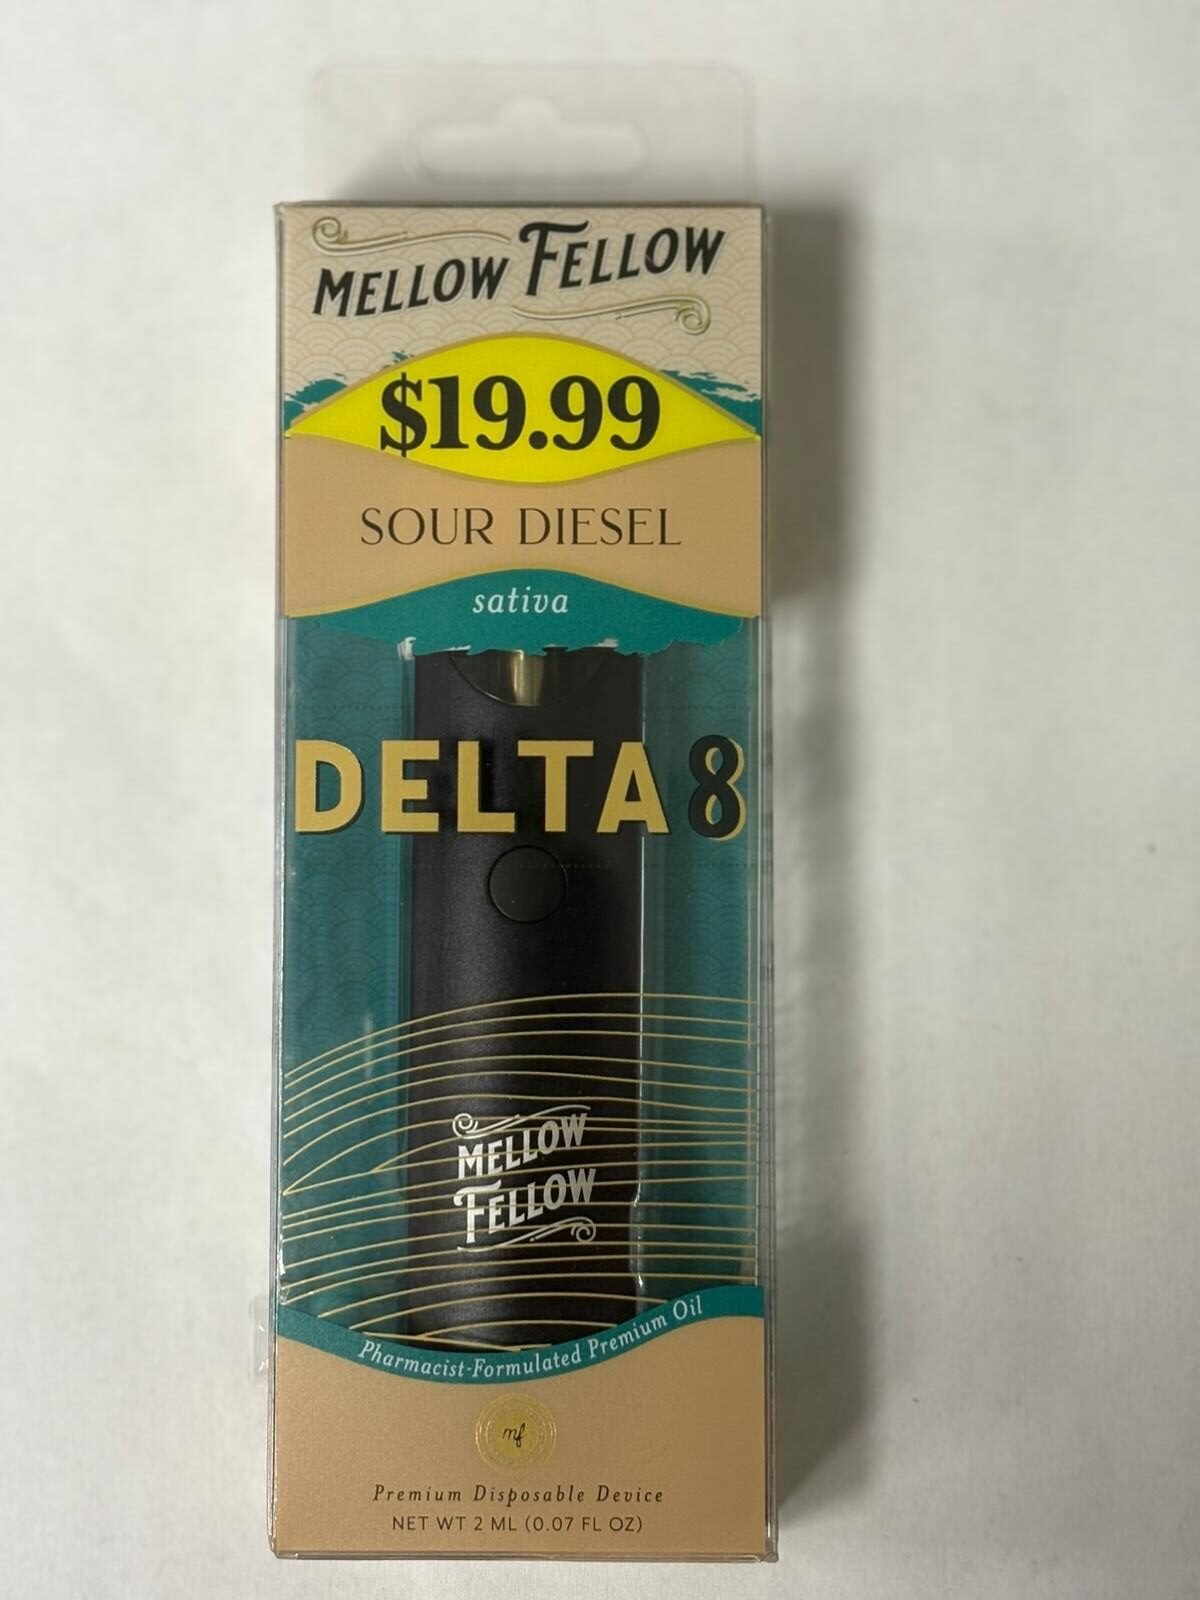 MELLOW FELLOW
$19.99
SOUR DIESEL
sativa
DELTA 8
MELLOW
FELLOW
Pharmacist-Formulated Premium Oil
mf
Premium Disposable Device
NET WT 2 ML (0.07 FL OZ)